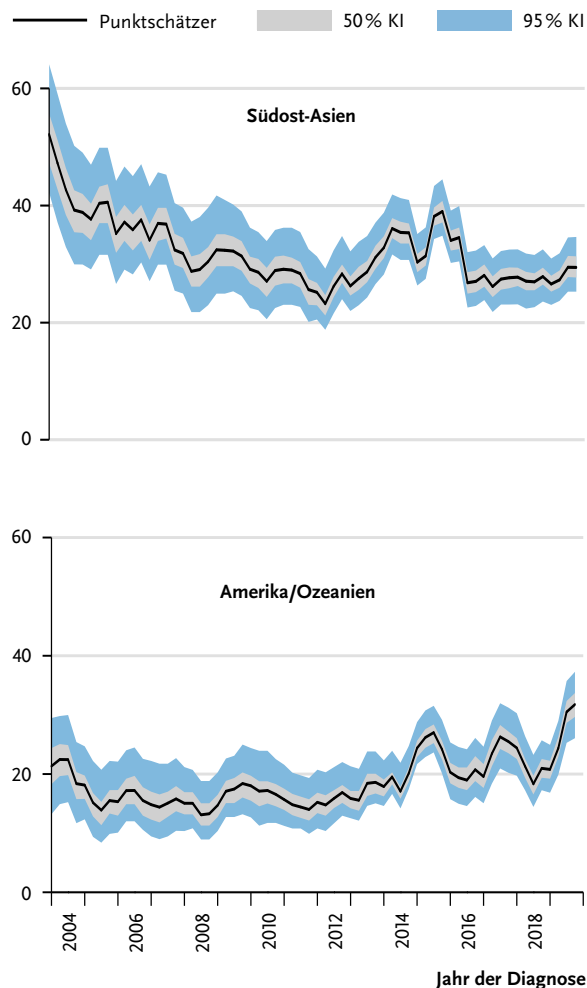 Punktschätzer 50 % KI 95 % KI
60
Südost-Asien
40
20
0
60
Amerika/Ozeanien
40
20
0
2004 2006 2008 2010 2012 2014 2016 2018
Jahr der Diagnose